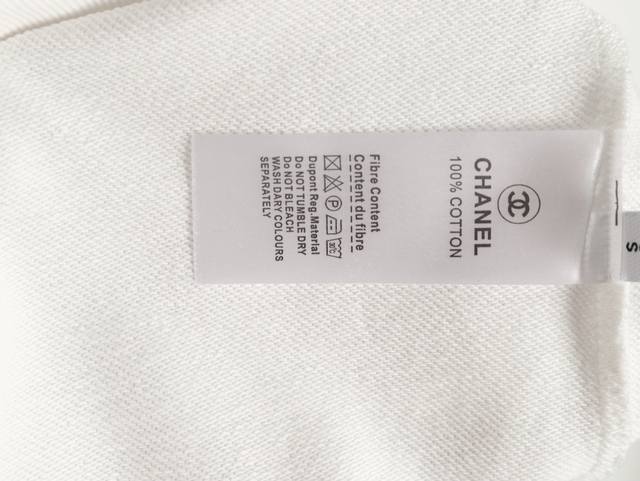 CHANEL
100% COTTON
Fibre Content
Content du fibre
P
30°C
Dupont Reg.Material
Do NOT TUMBLE DRY
Do NOT BLEACH
WASH DARY COLOURS
SEPARATELY
S